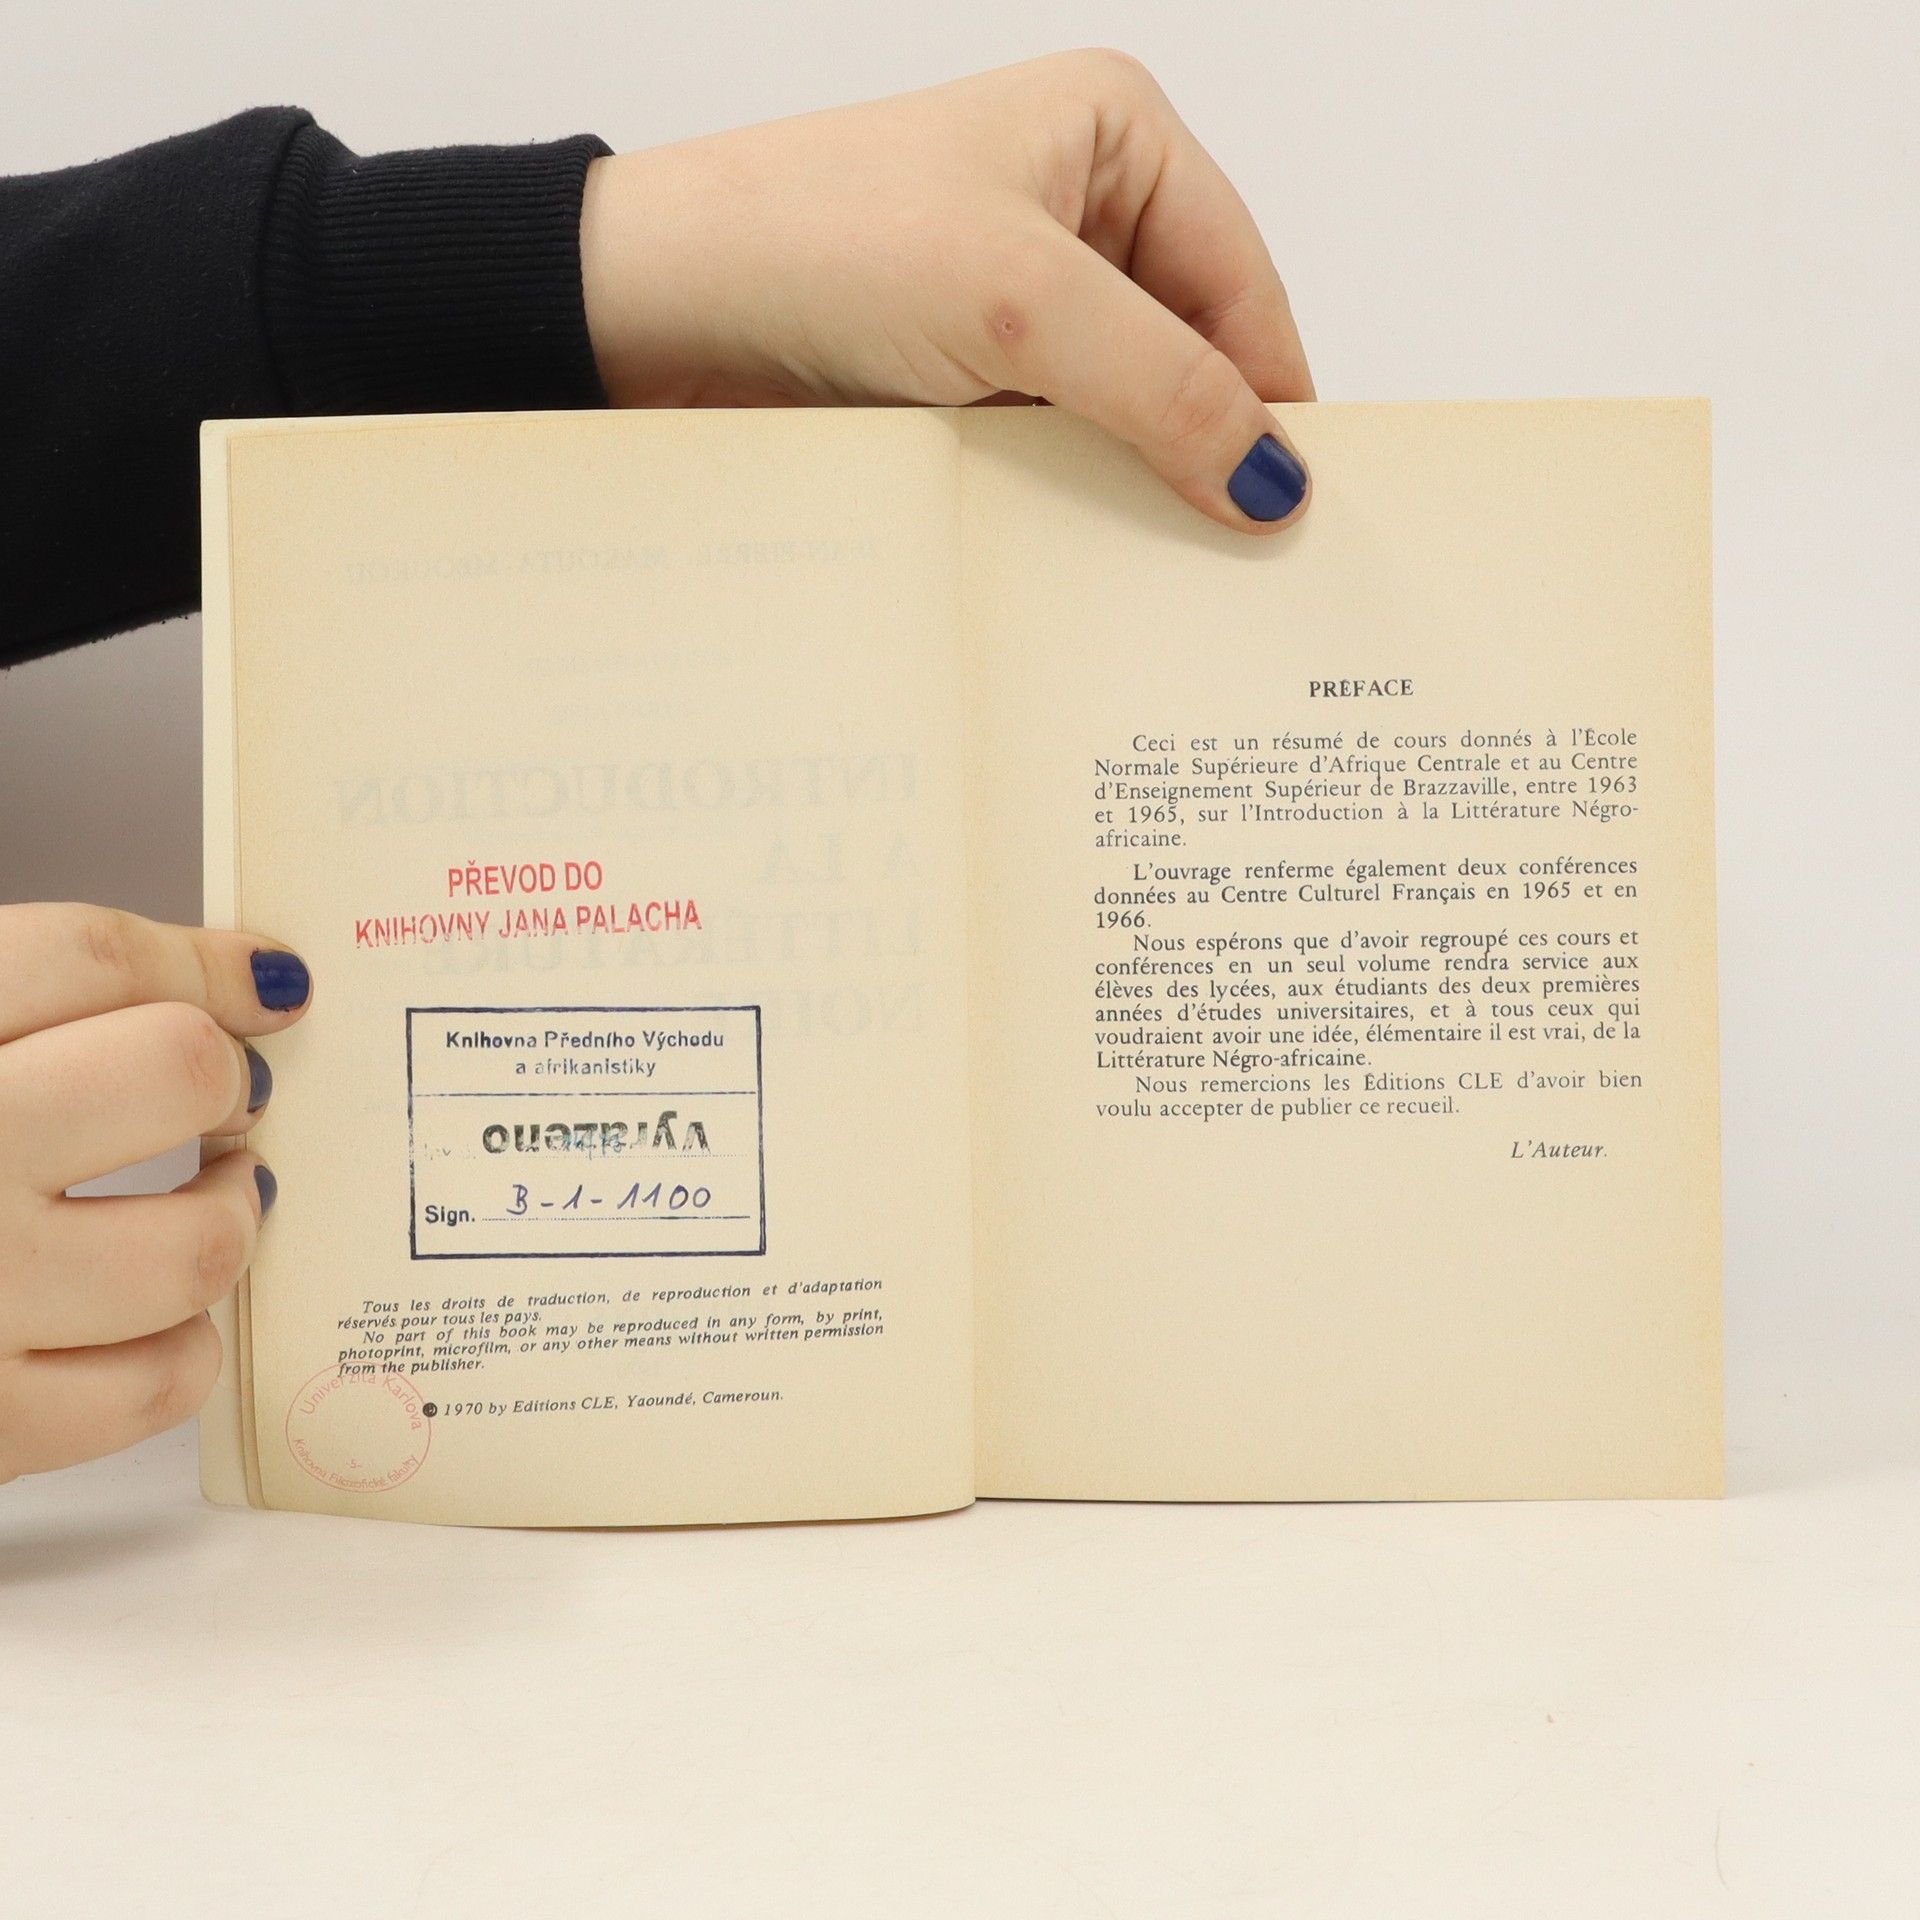 PŘEVOD DO
KNIHOVNY JANA PALACHA
Knihovna Předního Východu
a afrikanistiky
vyřazeno
Sign. B-1-1100
Tous les droits de traduction, de reproduction et d'adaptation
réservés pour tous les pays.
No part of this book may be reproduced in any form, by print,
photoprint, microfilm, or any other means without written permission
from the publisher.
© 1970 by Editions CLE, Yaoundé, Cameroun.
Univerzita Karlova
-5-
Knihovna Filozofické fakulty
PRÉFACE
Ceci est un résumé de cours donnés à l'École
Normale Supérieure d'Afrique Centrale et au Centre
d'Enseignement Supérieur de Brazzaville, entre 1963
et 1965, sur l'Introduction à la Littérature Négro-
africaine.
L'ouvrage renferme également deux conférences
données au Centre Culturel Français en 1965 et en
1966.
Nous espérons que d'avoir regroupé ces cours et
conférences en un seul volume rendra service aux
élèves des lycées, aux étudiants des deux premières
années d'études universitaires, et à tous ceux qui
voudraient avoir une idée, élémentaire il est vrai, de la
Littérature Négro-africaine.
Nous remercions les Éditions CLE d'avoir bien
voulu accepter de publier ce recueil.
L'Auteur.